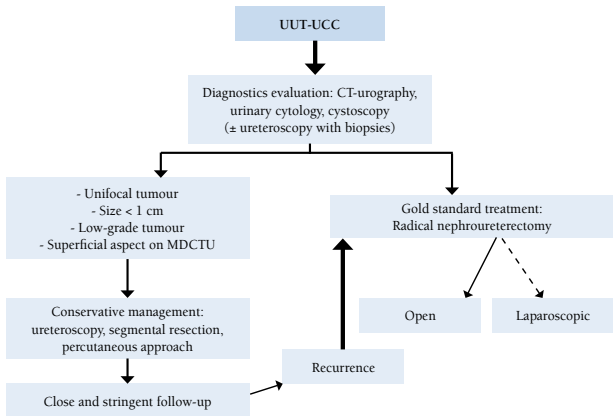 UUT-UCC
Diagnostics evaluation: CT-urography,
urinary cytology, cystoscopy
(± ureteroscopy with biopsies)
- Unifocal tumour
- Size < 1 cm
- Low-grade tumour
- Superficial aspect on MDCTU
Gold standard treatment:
Radical nephroureterectomy
Conservative management:
ureteroscopy, segmental resection,
percutaneous approach
Open
Laparoscopic
Recurrence
Close and stringent follow-up